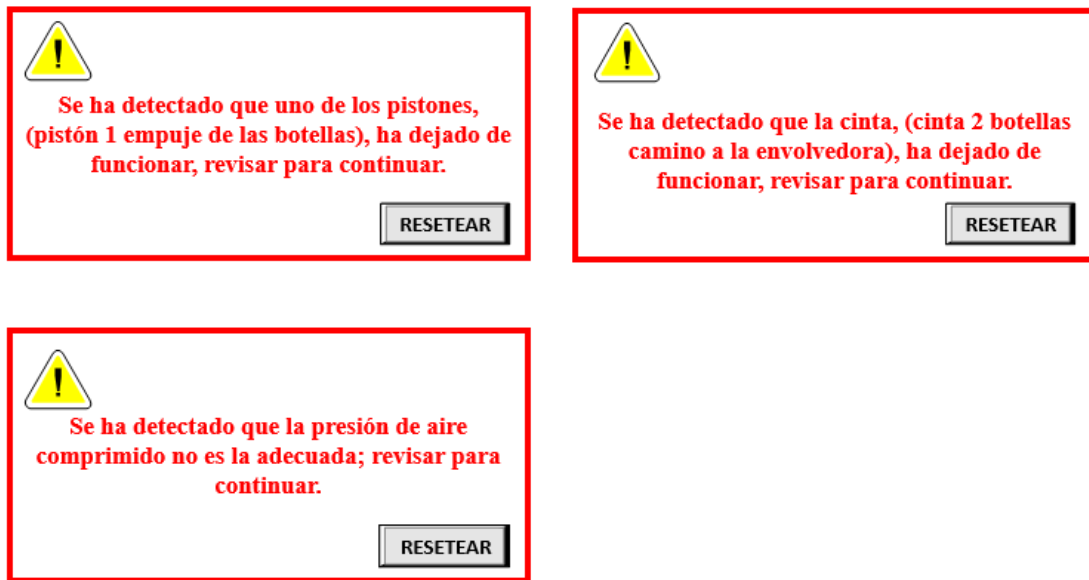 Se ha detectado que uno de los pistones,
(pistón 1 empuje de las botellas), ha dejado de
funcionar, revisar para continuar.
RESETEAR
Se ha detectado que la cinta, (cinta 2 botellas
camino a la envolvedora), ha dejado de
funcionar, revisar para continuar.
RESETEAR
Se ha detectado que la presión de aire
comprimido no es la adecuada; revisar para
continuar.
RESETEAR